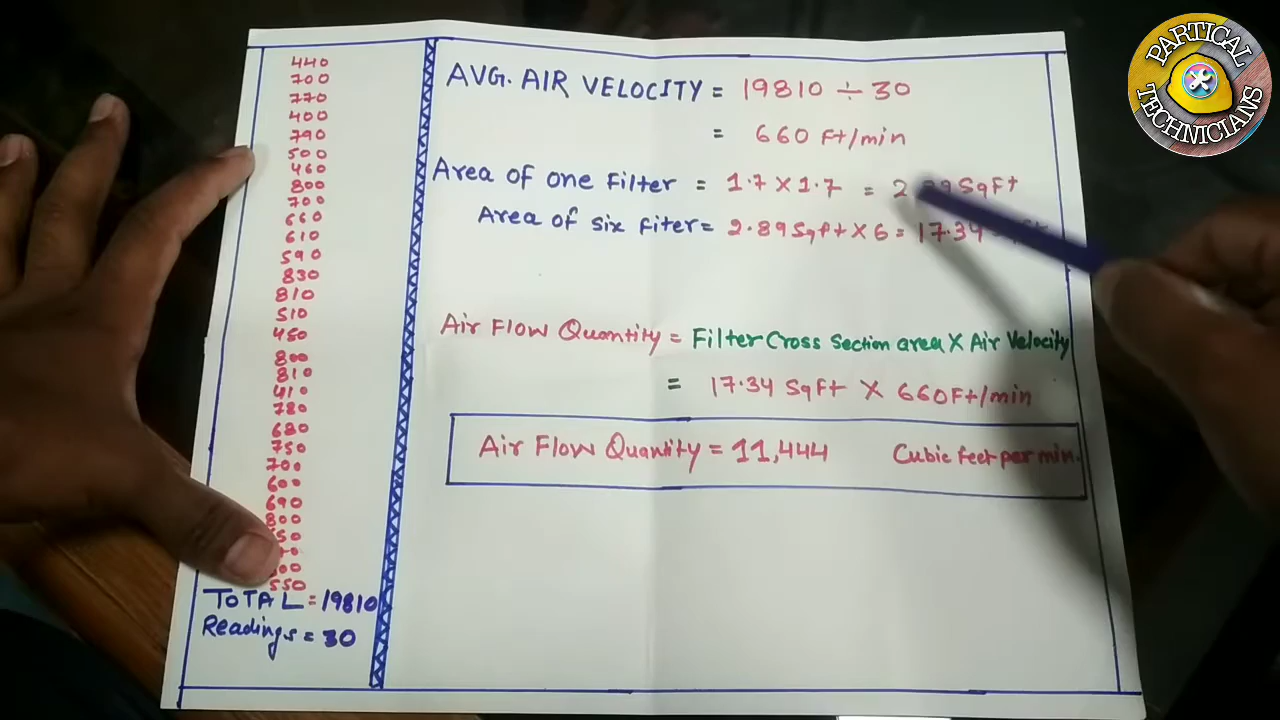 440
700
770
400
790
500
460
800
700
660
610
590
830
810
510
450
800
810
410
780
680
750
700
600
690
800
550
TOTAL = 19810
Readings = 30
AVG. AIR VELOCITY = 19810 ÷ 30
= 660 Ft/min
Area of one Filter = 1.7 X 1.7 = 2. SqFt
Area of six Fiter = 2.89 Sqft X 6 = 17.34
Air Flow Quantity = Filter Cross Section area X Air Velocity
= 17.34 SqFt X 660Ft/min
Air Flow Quantity = 11,444 Cubic feet per min.
PARTICAL
TECHNICIANS